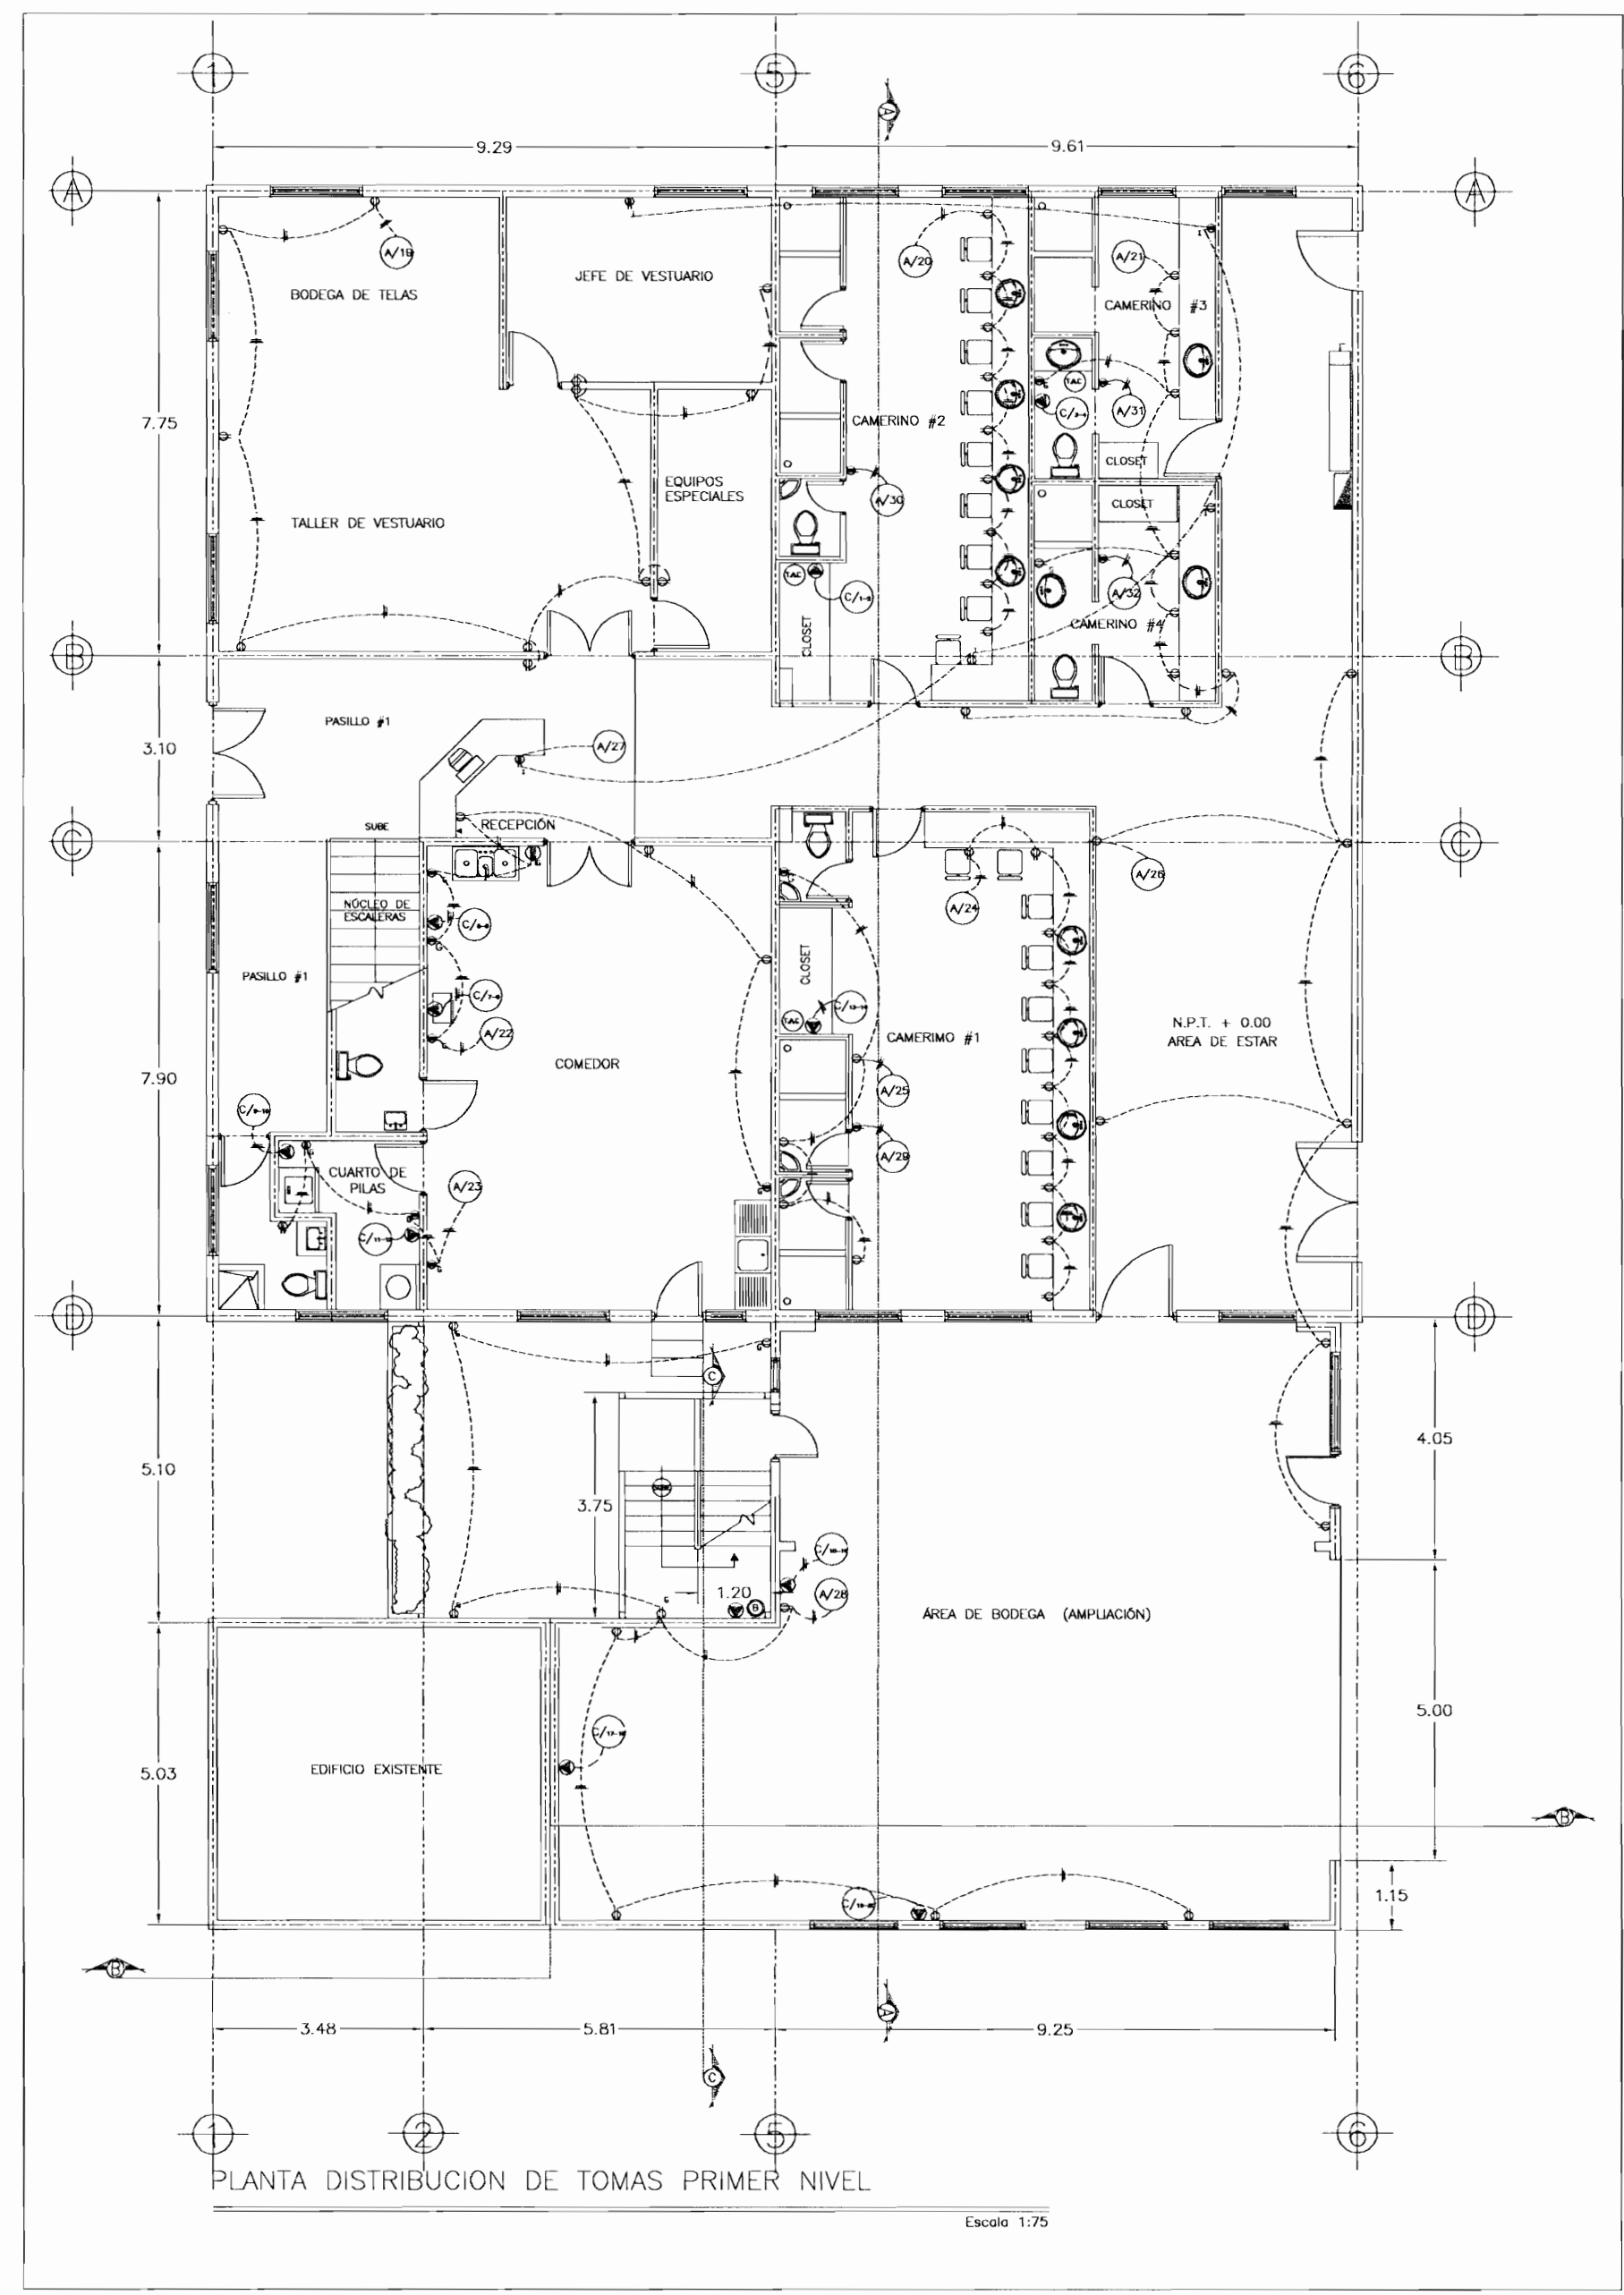 1
5
6
A
9.29
9.61
A
A
A
A/19
A/20
A/21
BODEGA DE TELAS
JEFE DE VESTUARIO
CAMERINO #3
TAC
A/31
7.75
CAMERINO #2
CLOSET
EQUIPOS
ESPECIALES
A/30
CLOSET
TALLER DE VESTUARIO
TAC
A/32
CLOSET
CAMERINO #4
B
B
PASILLO #1
A/27
3.10
SUBE
RECEPCIÓN
C
C
A/26
NÚCLEO DE
ESCALERAS
A/24
CLOSET
PASILLO #1
TAC
A/22
CAMERIMO #1
N.P.T. + 0.00
AREA DE ESTAR
COMEDOR
7.90
A/25
A/29
CUARTO DE
PILAS
A/23
D
D
C
4.05
5.10
3.75
1.20
B
A/28
ÁREA DE BODEGA (AMPLIACIÓN)
5.00
5.03
EDIFICIO EXISTENTE
B
1.15
B
A
3.48
5.81
9.25
C
1
2
5
6
PLANTA DISTRIBUCION DE TOMAS PRIMER NIVEL
Escala 1:75